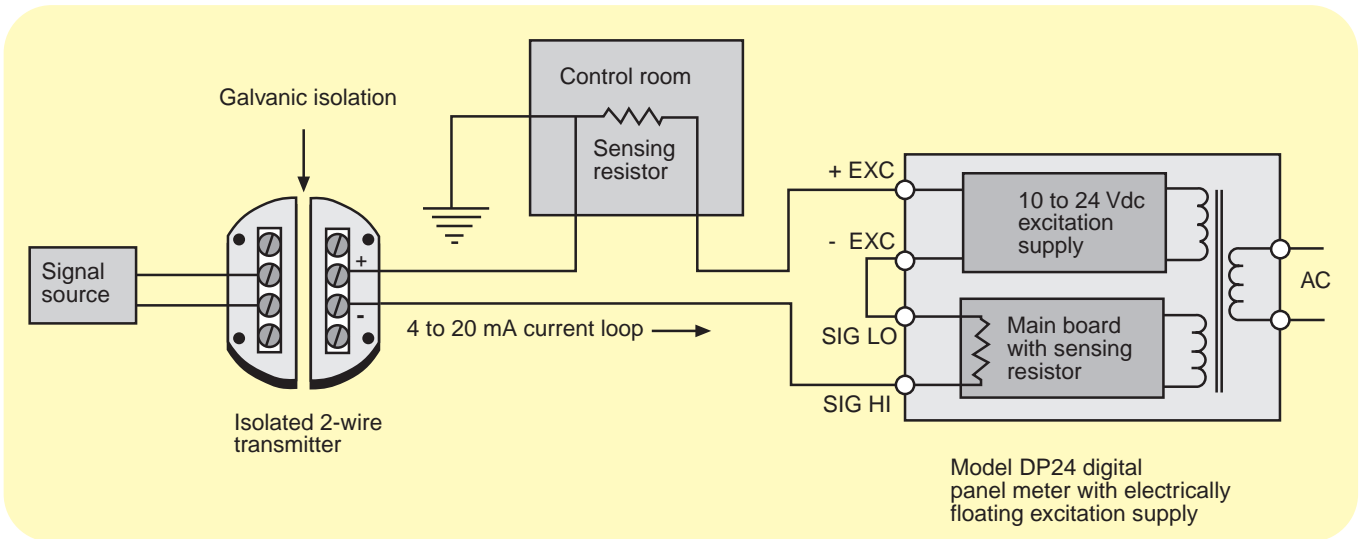 Galvanic isolation
Control room
Sensing
resistor
Signal
source
+
-
4 to 20 mA current loop
Isolated 2-wire
transmitter
+ EXC
- EXC
SIG LO
SIG HI
10 to 24 Vdc
excitation
supply
Main board
with sensing
resistor
AC
Model DP24 digital
panel meter with electrically
floating excitation supply